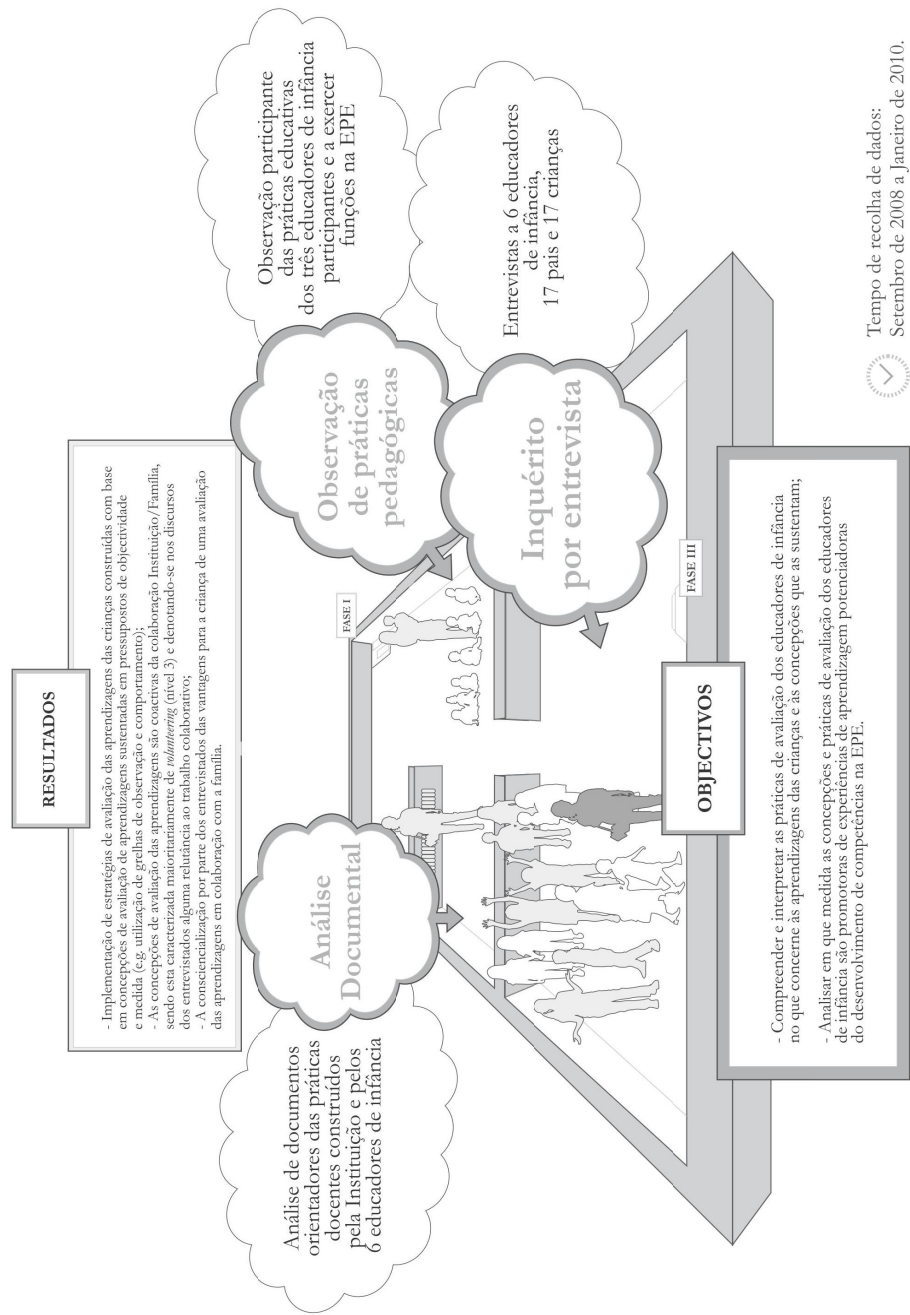 RESULTADOS
- Implementação de estratégias de avaliação das aprendizagens das crianças construídas com base
em concepções de avaliação de aprendizagens sustentadas em pressupostos de objectividade
e medida (e.g. utilização de grelhas de observação e comportamento);
- As concepções de avaliação das aprendizagens são coactivas da colaboração Instituição/Família,
sendo esta caracterizada maioritariamente de volunteering (nível 3) e denotando-se nos discursos
dos entrevistados alguma relutância ao trabalho colaborativo;
- A consciencialização por parte dos entrevistados das vantagens para a criança de uma avaliação
das aprendizagens em colaboração com a família.
Análise de documentos
orientadores das práticas
docentes construídos
pela Instituição e pelos
6 educadores de infância
Análise
Documental
FASE I
Observação
de práticas
pedagógicas
Observação participante
das práticas educativas
dos três educadores de infância
participantes e a exercer
funções na EPE
Inquérito
por entrevista
Entrevistas a 6 educadores
de infância,
17 pais e 17 crianças
FASE III
OBJECTIVOS
- Compreender e interpretar as práticas de avaliação dos educadores de infância
no que concerne às aprendizagens das crianças e às concepções que as sustentam;
- Analisar em que medida as concepções e práticas de avaliação dos educadores
de infância são promotoras de experiências de aprendizagem potenciadoras
do desenvolvimento de competências na EPE.
Tempo de recolha de dados:
Setembro de 2008 a Janeiro de 2010.